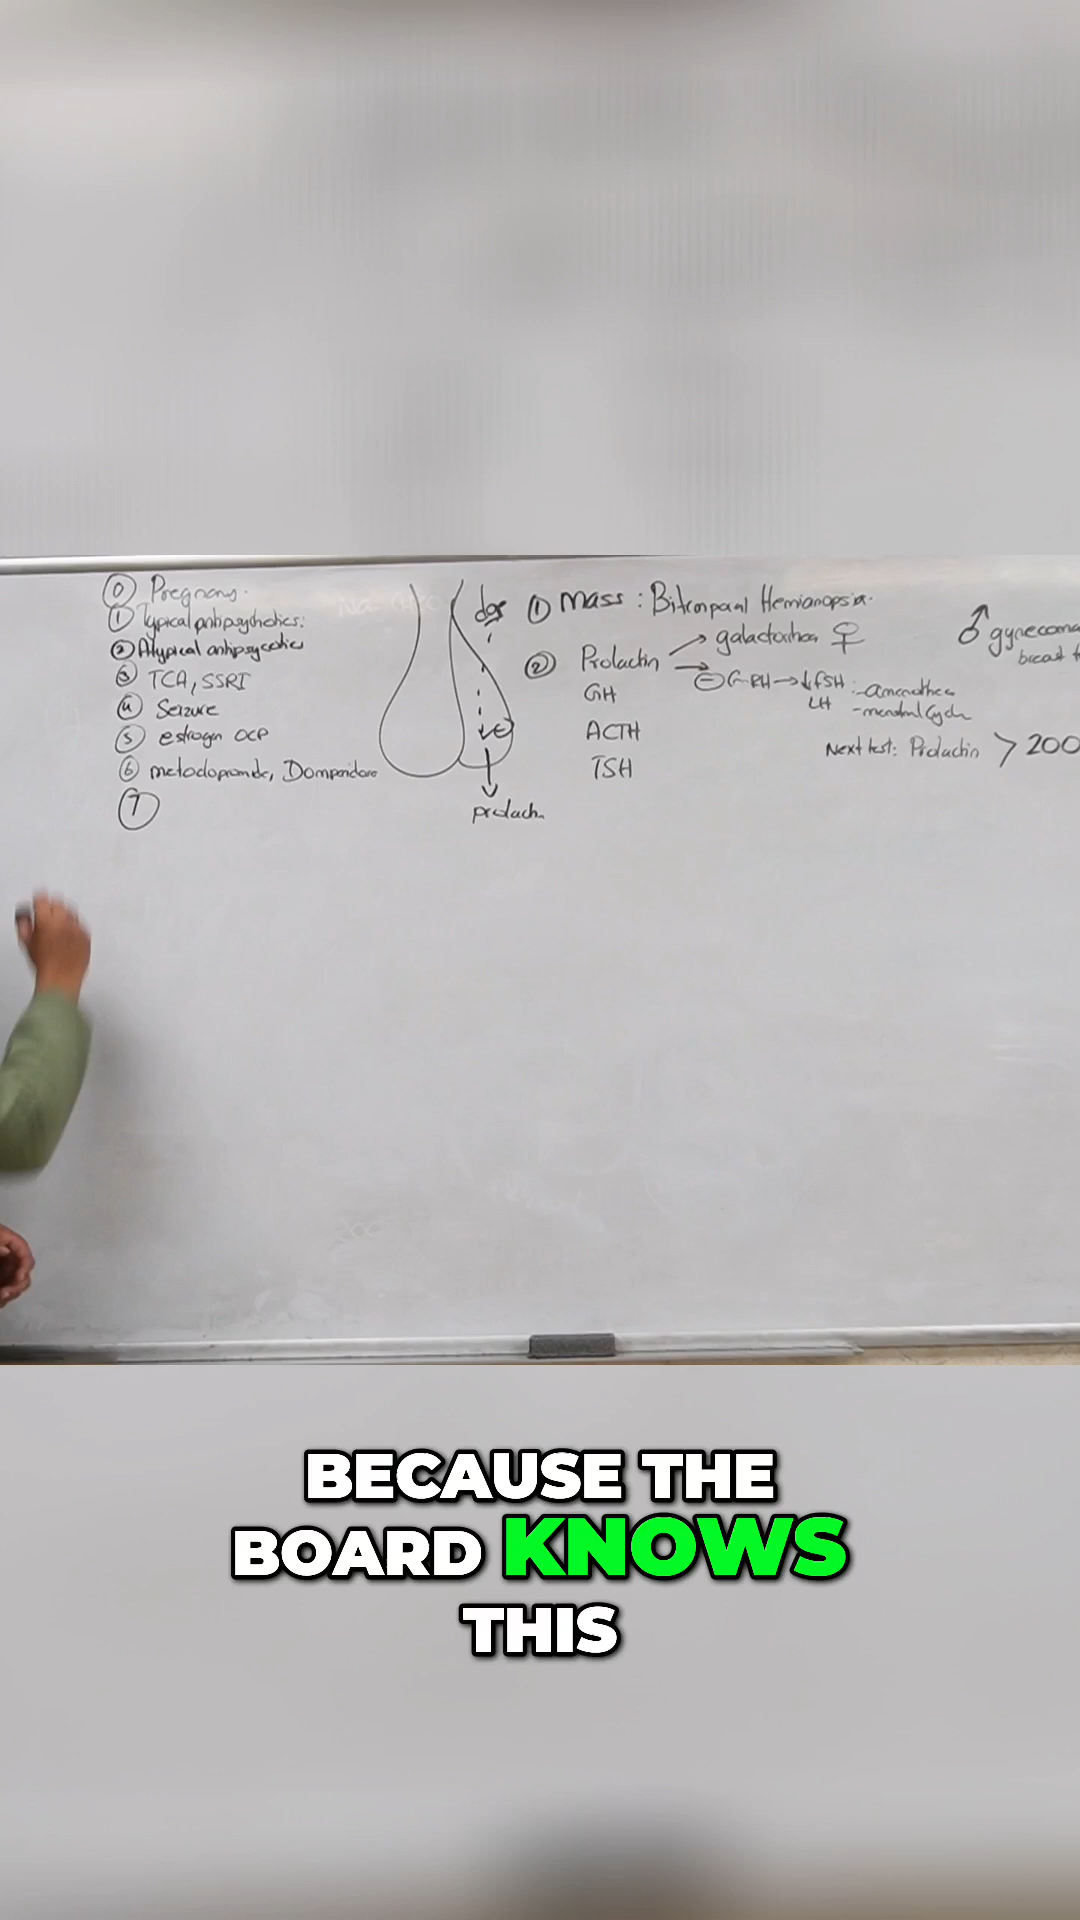 0 Pregnancy.
1 Typical antipsychotics.
2 Atypical antipsycotics
3 TCA, SSRI
4 Seizure
5 estrogen OCP
6 metoclopramide, Domperidone
7
prolactin
1 Mass : Bitemporal Hemianopsia.
2 Prolactin
galactorrhea ♀
⊖ GnRH → ↓ FSH
LH
: - amenorrhea
- menstrual Cycle
GH
ACTH
TSH
Next test: Prolactin > 200
♂ gynecoma
breast
BECAUSE THE
BOARD KNOWS
THIS